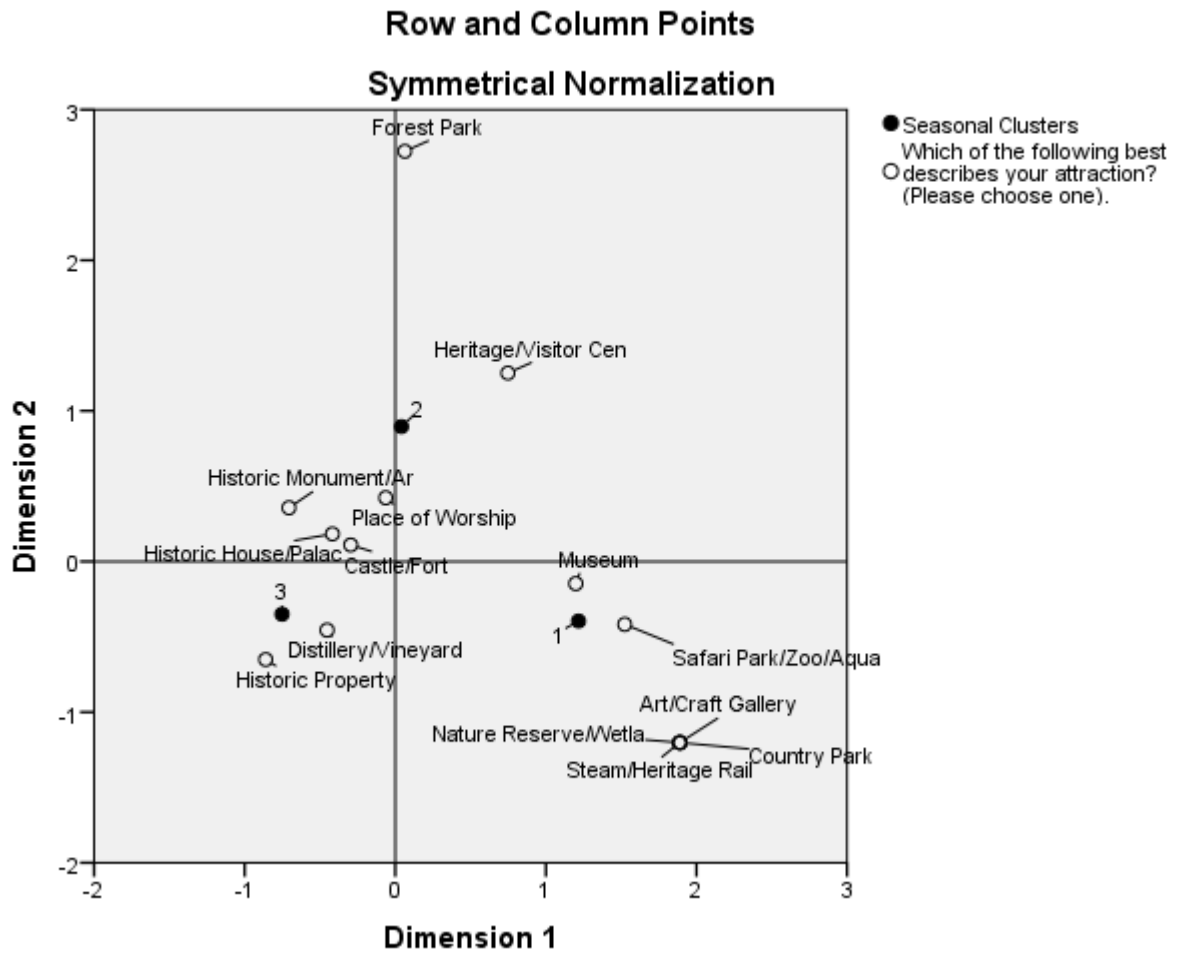 Row and Column Points
Symmetrical Normalization
3
2
1
0
-1
-2
-2
-1
0
1
2
3
Dimension 2
Dimension 1
Forest Park
Heritage/Visitor Cen
2
Historic Monument/Ar
Place of Worship
Historic House/Palac
Castle/Fort
Museum
3
1
Distillery/Vineyard
Safari Park/Zoo/Aqua
Historic Property
Art/Craft Gallery
Nature Reserve/Wetla
Country Park
Steam/Heritage Rail
Seasonal Clusters
Which of the following best
describes your attraction?
(Please choose one).